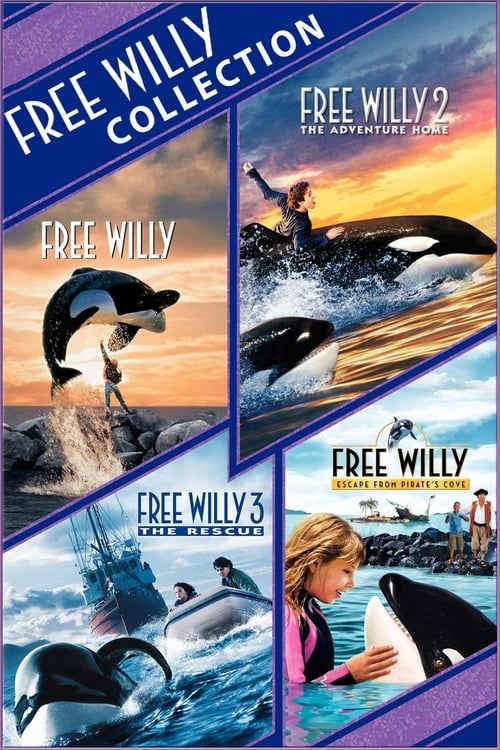 FREE WILLY
COLLECTION
FREE WILLY 2
THE ADVENTURE HOME
FREE WILLY
FREE WILLY
ESCAPE FROM PIRATE'S COVE
FREE WILLY 3
THE RESCUE